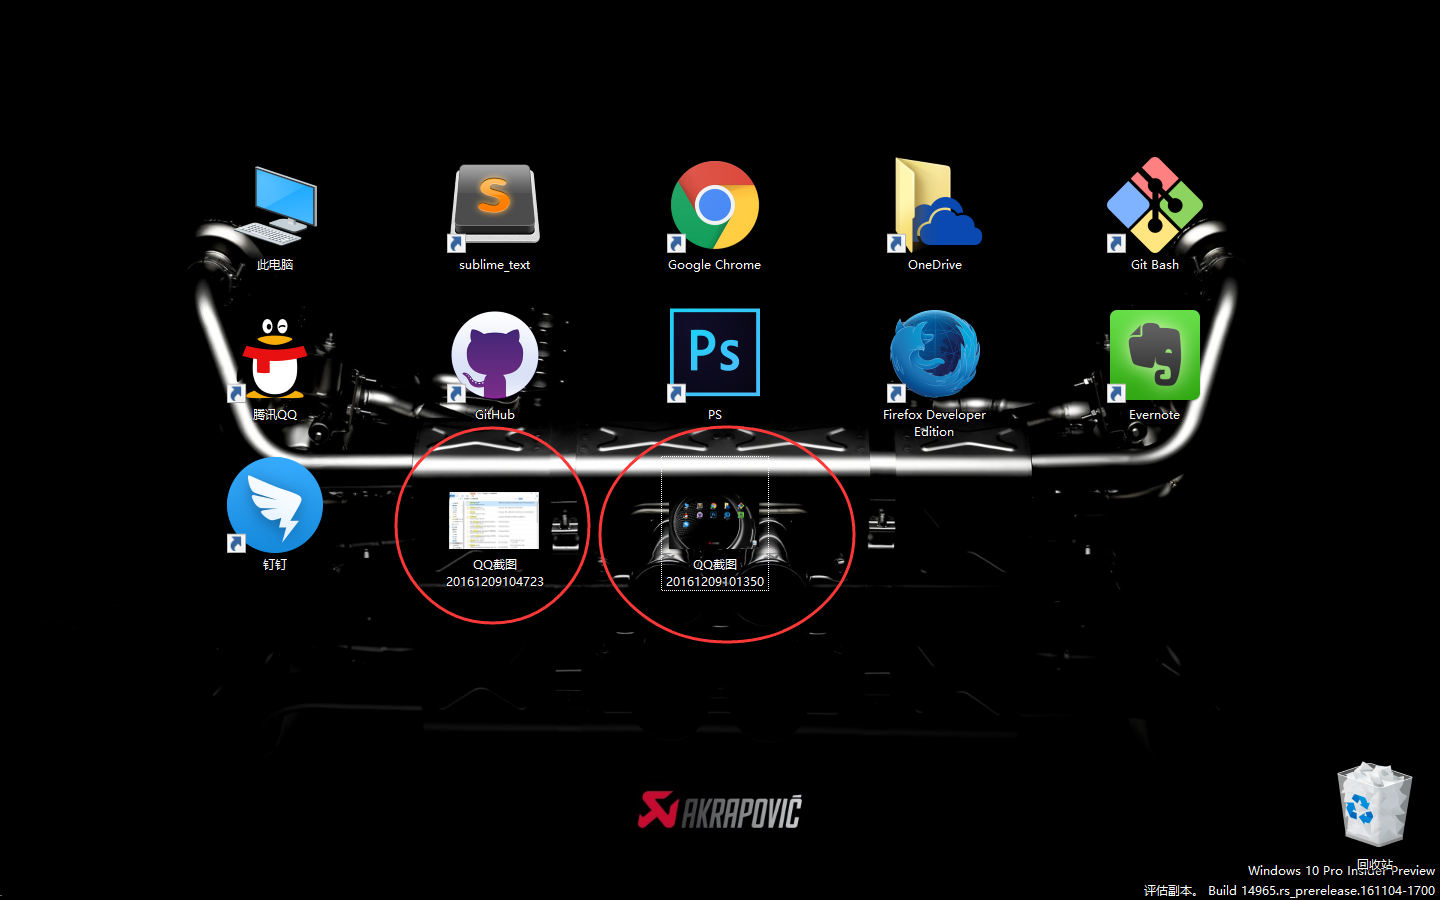 此电脑
sublime_text
Google Chrome
OneDrive
Git Bash
腾讯QQ
GitHub
Ps
PS
Firefox Developer
Edition
Evernote
钉钉
QQ截图
20161209104723
QQ截图
20161209101350
AKRAPOVIČ
回收站
Windows 10 Pro Insider Preview
评估副本。 Build 14965.rs_prerelease.161104-1700